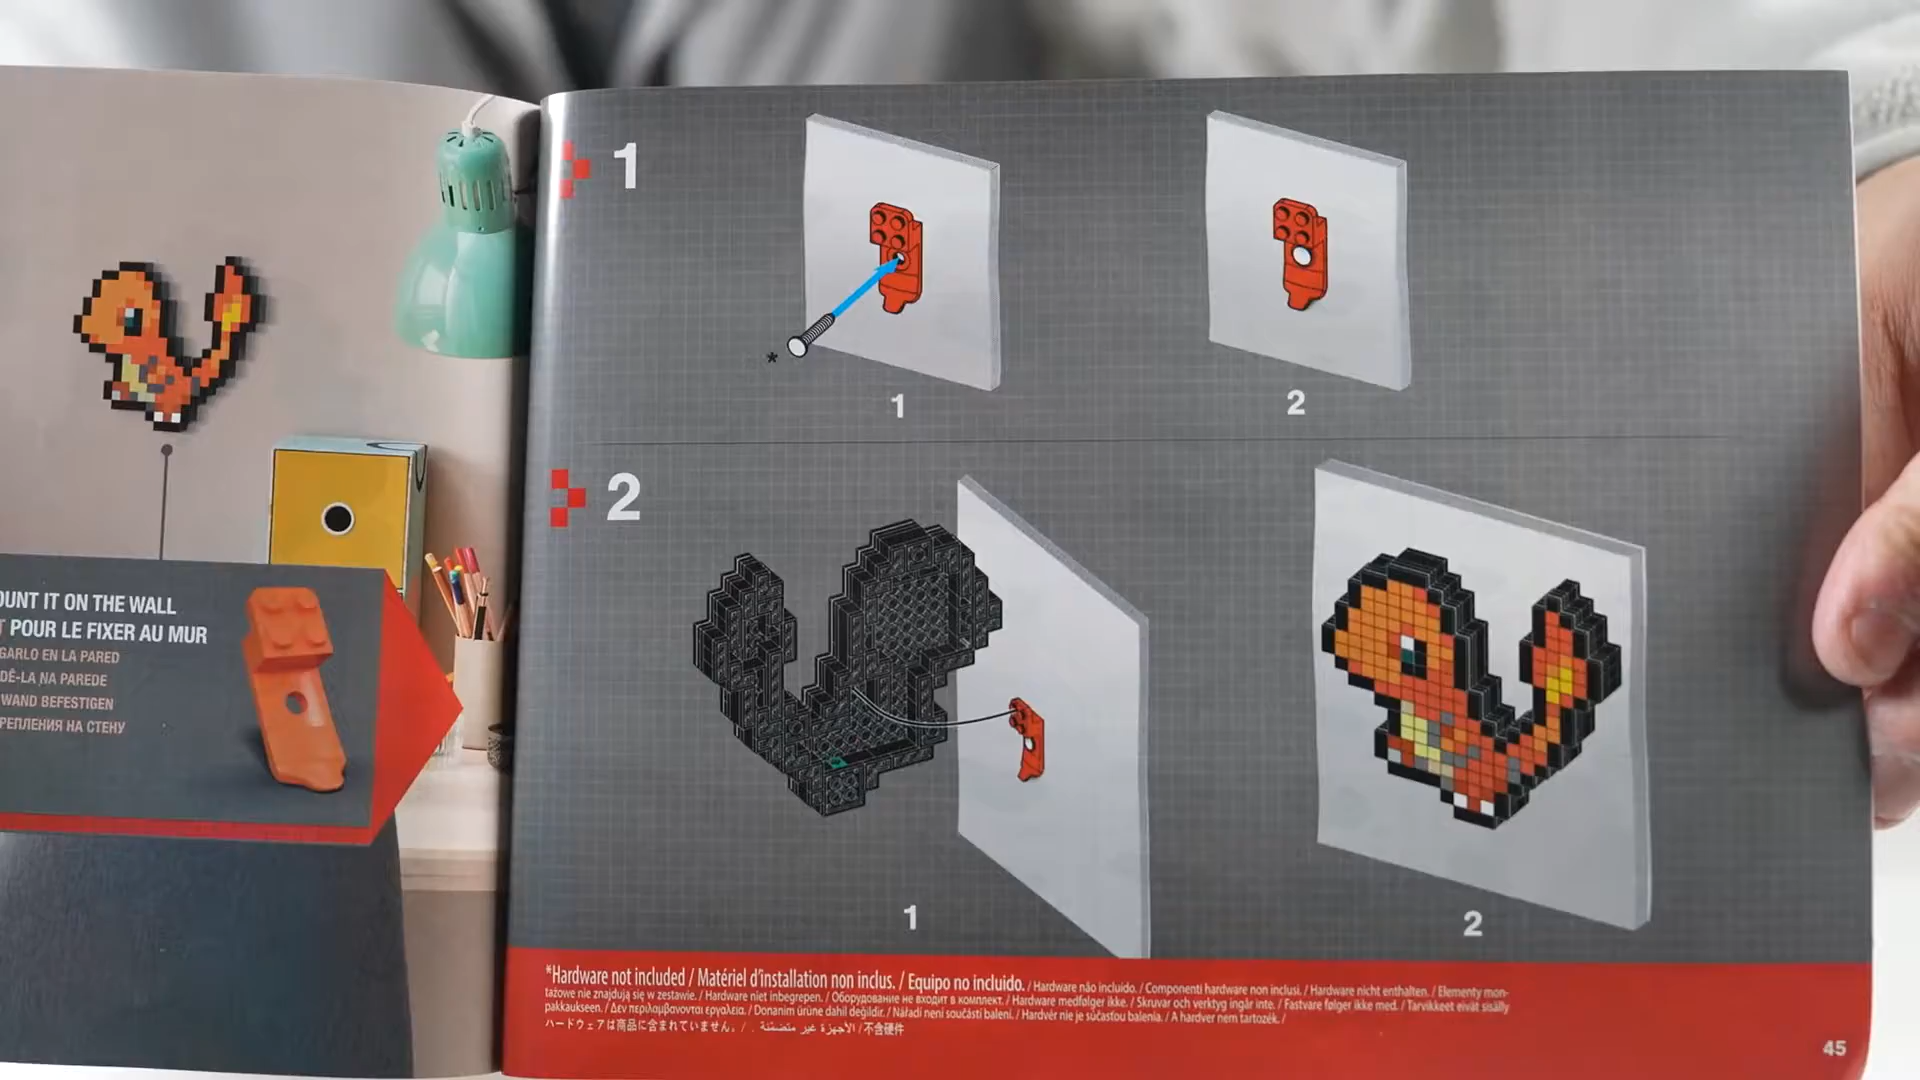 OUNT IT ON THE WALL
T POUR LE FIXER AU MUR
GARLO EN LA PARED
DÊ-LA NA PAREDE
WAND BEFESTIGEN
РЕПЛЕНИЯ НА СТЕНУ
1
1
2
2
1
2
*Hardware not included / Matériel d'installation non inclus. / Equipo no incluido. / Hardware não incluído. / Componenti hardware non inclusi. / Hardware nicht enthalten. / Elementy mon-
tażowe nie znajdują się w zestawie. / Hardware niet inbegrepen. / Оборудование не входит в комплект. / Hardware medfølger ikke. / Skruvar och verktyg ingår inte. / Fastvare følger ikke med. / Tarvikkeet eivät sisälly
pakkaukseen. / Δεν περιλαμβάνονται εργαλεία. / Donanım ürüne dahil değildir. / Nářadí není součástí balení. / Hardvér nie je súčasťou balenia. / A hardver nem tartozék. /
ハードウェアは商品に含まれていません。/ الأجهزة غير متضمّنة . / 不含硬件
45